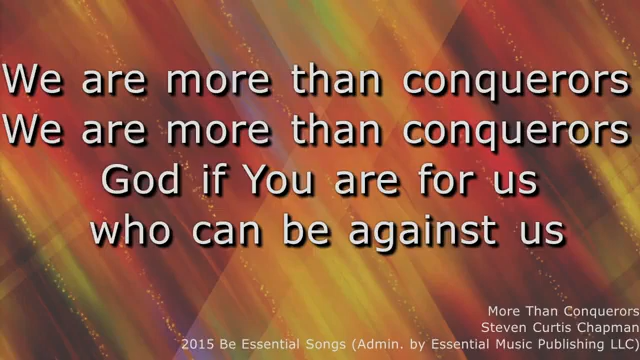 We are more than conquerors
We are more than conquerors
God if You are for us
who can be against us
More Than Conquerors
Steven Curtis Chapman
2015 Be Essential Songs (Admin. by Essential Music Publishing LLC)